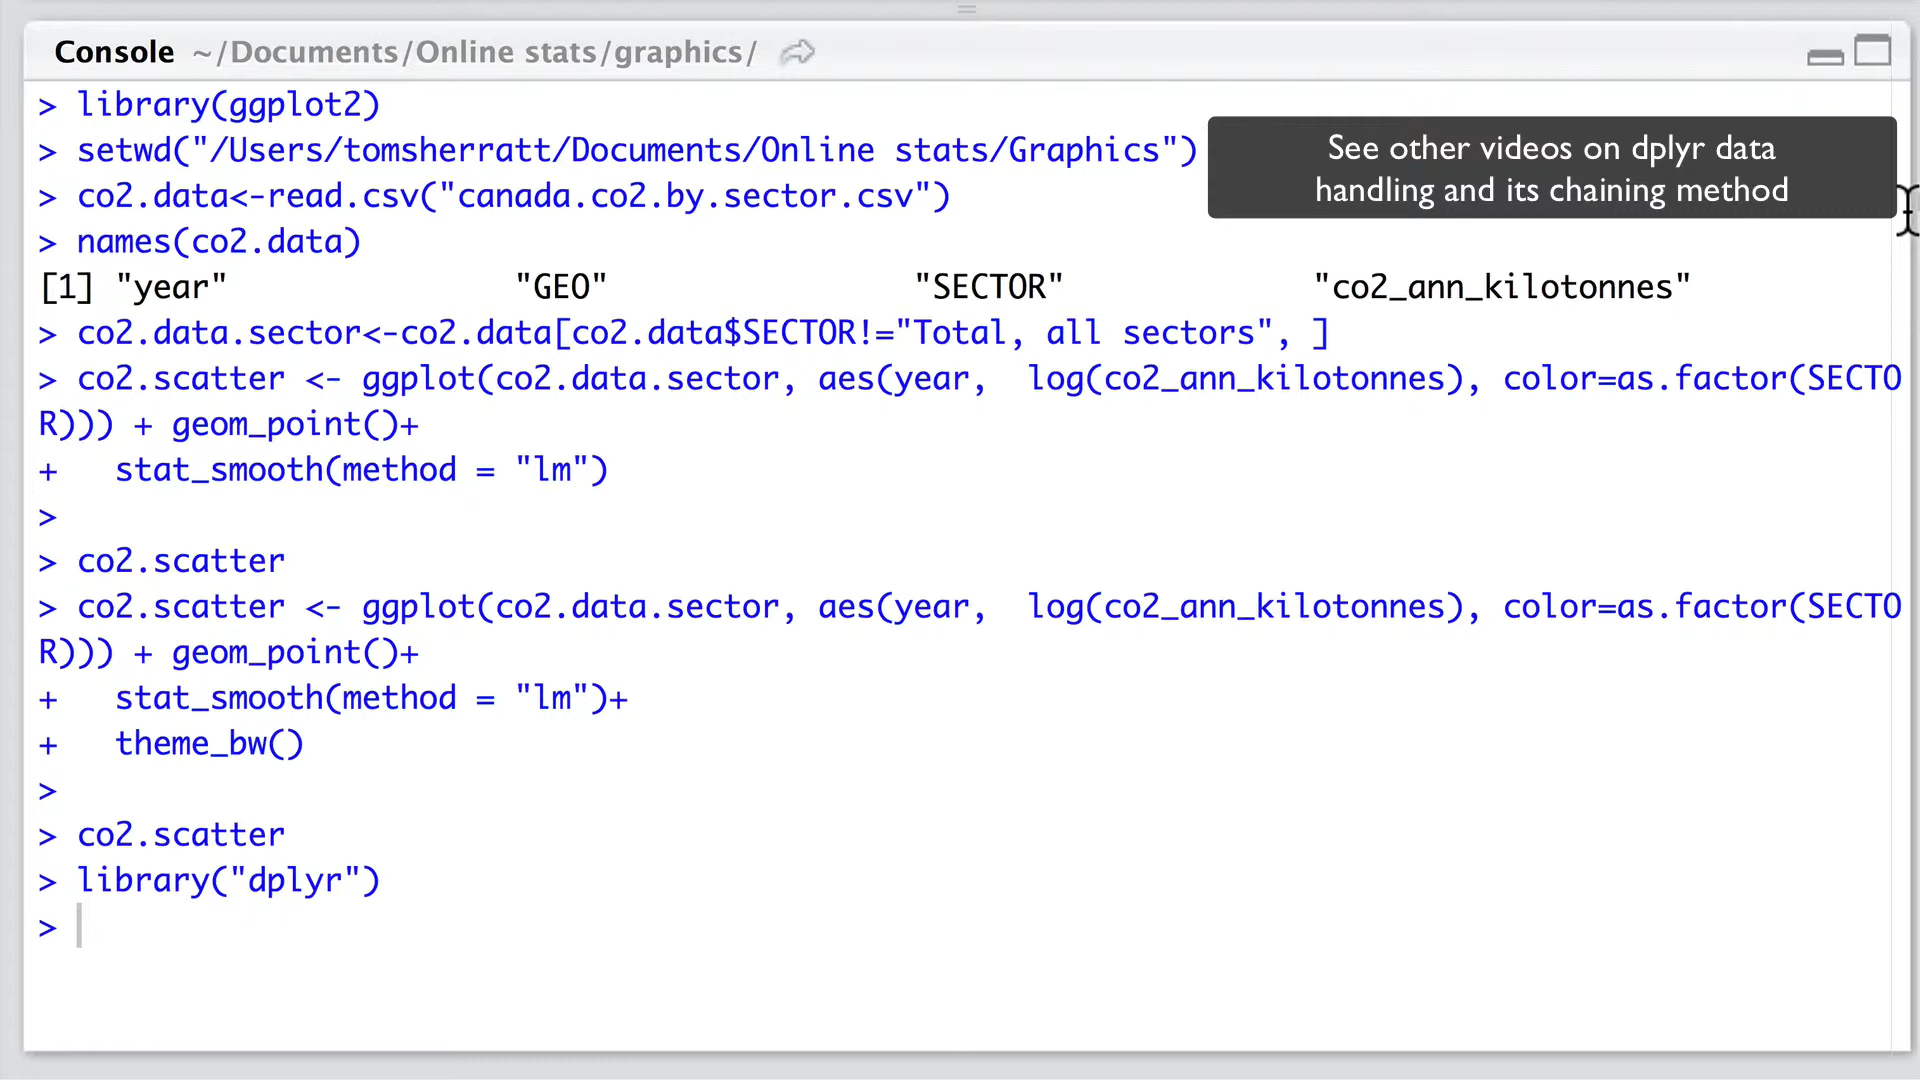 Console ~/Documents/Online stats/graphics/
> library(ggplot2)
> setwd("/Users/tomsherratt/Documents/Online stats/Graphics")
See other videos on dplyr data
handling and its chaining method
> co2.data<-read.csv("canada.co2.by.sector.csv")
> names(co2.data)
[1] "year"               "GEO"                "SECTOR"             "co2_ann_kilotonnes"
> co2.data.sector<-co2.data[co2.data$SECTOR!="Total, all sectors", ]
> co2.scatter <- ggplot(co2.data.sector, aes(year,  log(co2_ann_kilotonnes), color=as.factor(SECTO
R))) + geom_point()+
+   stat_smooth(method = "lm")
>
> co2.scatter
> co2.scatter <- ggplot(co2.data.sector, aes(year,  log(co2_ann_kilotonnes), color=as.factor(SECTO
R))) + geom_point()+
+   stat_smooth(method = "lm")+
+   theme_bw()
>
> co2.scatter
> library("dplyr")
>